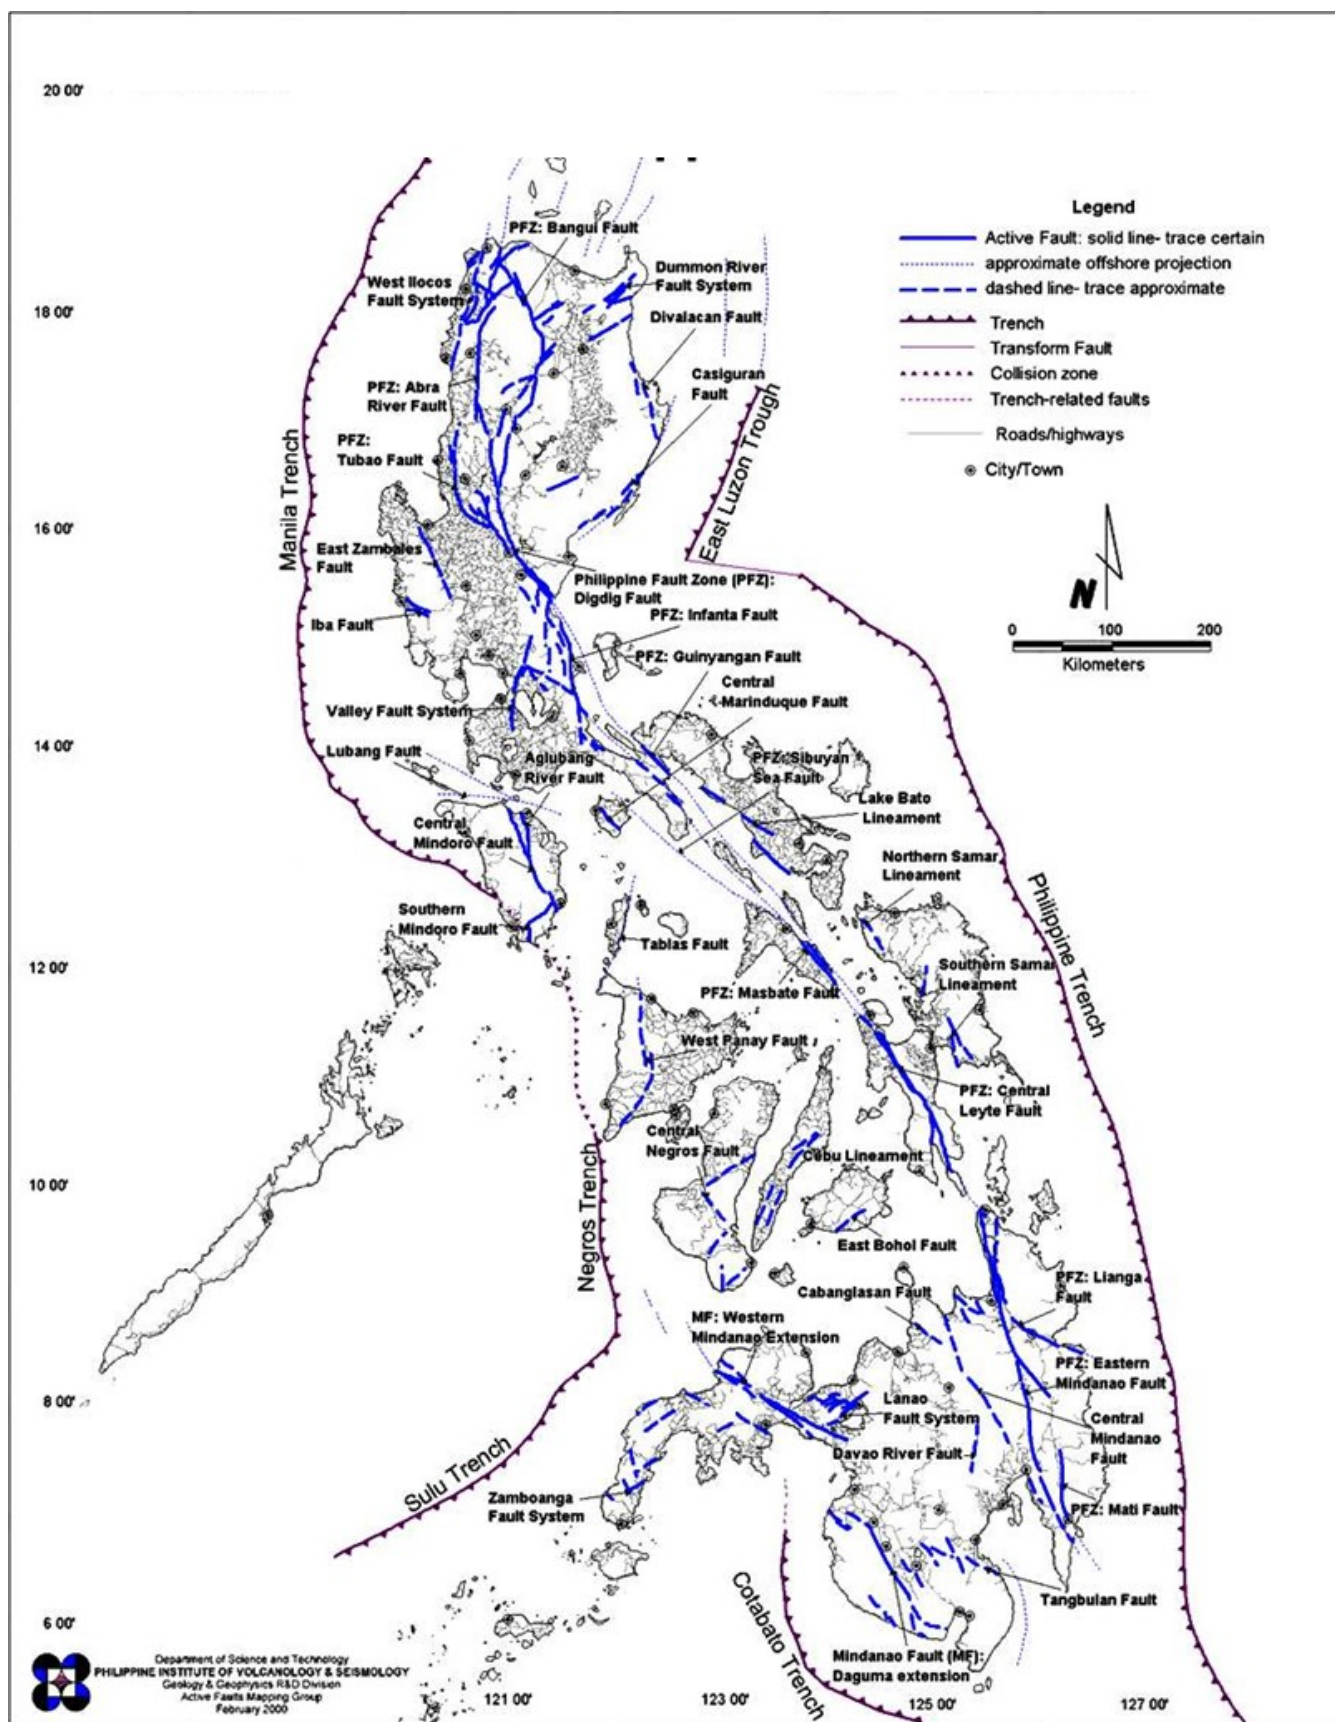 20 00'
18 00'
16 00'
14 00'
12 00'
10 00'
8 00'
6 00'
121 00'
123 00'
125 00'
127 00'
Legend
Active Fault: solid line- trace certain
approximate offshore projection
dashed line- trace approximate
Trench
Transform Fault
Collision zone
Trench-related faults
Roads/highways
City/Town
N
0 100 200
Kilometers
PFZ: Bangui Fault
West Ilocos
Fault System
Dummon River
Fault System
Divalacan Fault
Casiguran
Fault
PFZ: Abra
River Fault
PFZ:
Tubao Fault
Manila Trench
East Luzon Trough
East Zambales
Fault
Iba Fault
Philippine Fault Zone (PFZ):
Digdig Fault
PFZ: Infanta Fault
PFZ: Guinyangan Fault
Central
Marinduque Fault
Valley Fault System
Lubang Fault
Aglubang
River Fault
PFZ: Sibuyan
Sea Fault
Lake Bato
Lineament
Central
Mindoro Fault
Northern Samar
Lineament
Southern
Mindoro Fault
Tablas Fault
Philippine Trench
Southern Samar
Lineament
PFZ: Masbate Fault
West Panay Fault
PFZ: Central
Leyte Fault
Central
Negros Fault
Cebu Lineament
Negros Trench
East Bohol Fault
Cabanglasan Fault
PFZ: Lianga
Fault
MF: Western
Mindanao Extension
PFZ: Eastern
Mindanao Fault
Lanao
Fault System
Central
Mindanao
Fault
Davao River Fault
Sulu Trench
Zamboanga
Fault System
PFZ: Mati Fault
Tangbulan Fault
Cotabato Trench
Mindanao Fault (MF):
Daguma extension
Department of Science and Technology
PHILIPPINE INSTITUTE OF VOLCANOLOGY & SEISMOLOGY
Geology & Geophysics R&D Division
Active Faults Mapping Group
February 2000